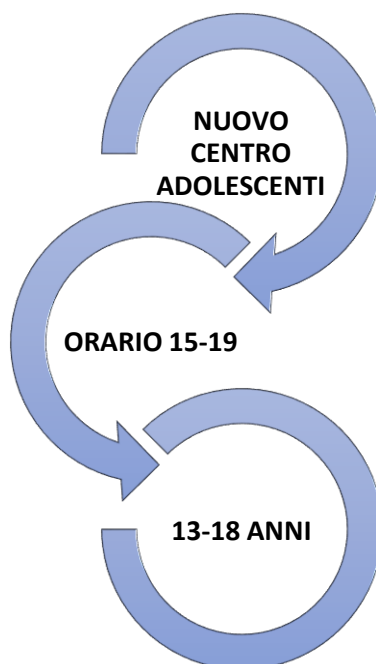 NUOVO
CENTRO
ADOLESCENTI
ORARIO 15-19
13-18 ANNI